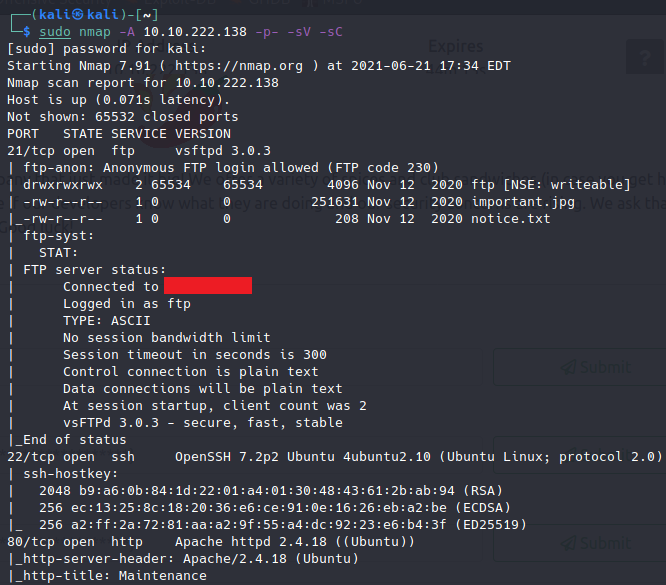 ┌──(kali㉿kali)-[~]
└─$ sudo nmap -A 10.10.222.138 -p- -sV -sC
[sudo] password for kali:
Starting Nmap 7.91 ( https://nmap.org ) at 2021-06-21 17:34 EDT
Nmap scan report for 10.10.222.138
Host is up (0.071s latency).
Not shown: 65532 closed ports
PORT   STATE SERVICE VERSION
21/tcp open  ftp     vsftpd 3.0.3
| ftp-anon: Anonymous FTP login allowed (FTP code 230)
| drwxrwxrwx    2 65534    65534        4096 Nov 12  2020 ftp [NSE: writeable]
| -rw-r--r--    1 0        0          251631 Nov 12  2020 important.jpg
|_-rw-r--r--    1 0        0             208 Nov 12  2020 notice.txt
| ftp-syst:
|   STAT:
| FTP server status:
|      Connected to
|      Logged in as ftp
|      TYPE: ASCII
|      No session bandwidth limit
|      Session timeout in seconds is 300
|      Control connection is plain text
|      Data connections will be plain text
|      At session startup, client count was 2
|      vsFTPd 3.0.3 - secure, fast, stable
|_End of status
22/tcp open  ssh     OpenSSH 7.2p2 Ubuntu 4ubuntu2.10 (Ubuntu Linux; protocol 2.0)
| ssh-hostkey:
|   2048 b9:a6:0b:84:1d:22:01:a4:01:30:48:43:61:2b:ab:94 (RSA)
|   256 ec:13:25:8c:18:20:36:e6:ce:91:0e:16:26:eb:a2:be (ECDSA)
|_  256 a2:ff:2a:72:81:aa:a2:9f:55:a4:dc:92:23:e6:b4:3f (ED25519)
80/tcp open  http    Apache httpd 2.4.18 ((Ubuntu))
|_http-server-header: Apache/2.4.18 (Ubuntu)
|_http-title: Maintenance
Expires
?
Submit
Submit
Submit